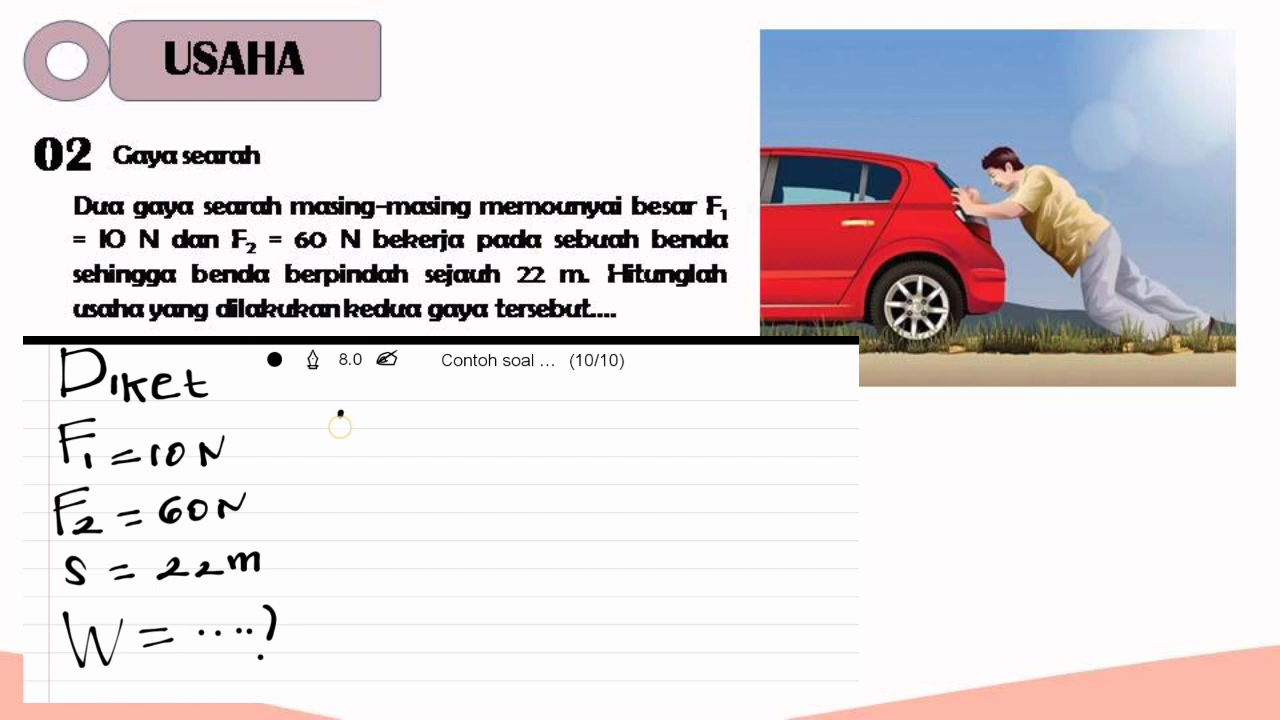 USAHA
02 Gaya searah
Dua gaya searah masing-masing memounyai besar F₁
= 10 N dan F₂ = 60 N bekerja pada sebuah benda
sehingga benda berpindah sejauh 22 m. Hitunglah
usaha yang dilakukan kedua gaya tersebut....
8.0 Contoh soal ... (10/10)
Diket
F₁ = 10 N
F₂ = 60 N
s = 22 m
W = ....?